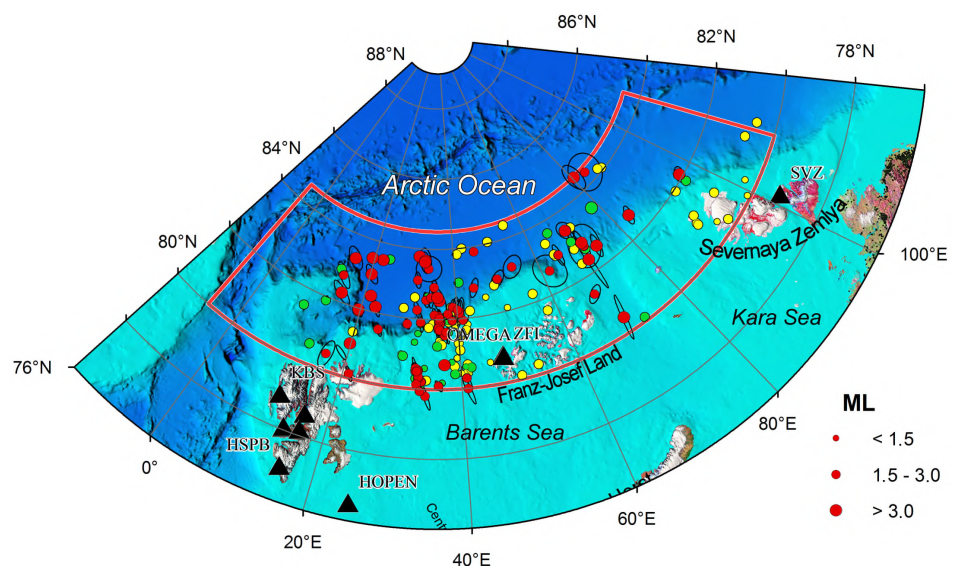 86°N
82°N
78°N
88°N
84°N
80°N
76°N
Arctic Ocean
SVZ
Severnaya Zemlya
100°E
OMEGA ZFI
Kara Sea
Franz-Josef Land
KBS
Barents Sea
80°E
HSPB
HOPEN
0°
60°E
20°E
40°E
Cent
ML
< 1.5
1.5 - 3.0
> 3.0